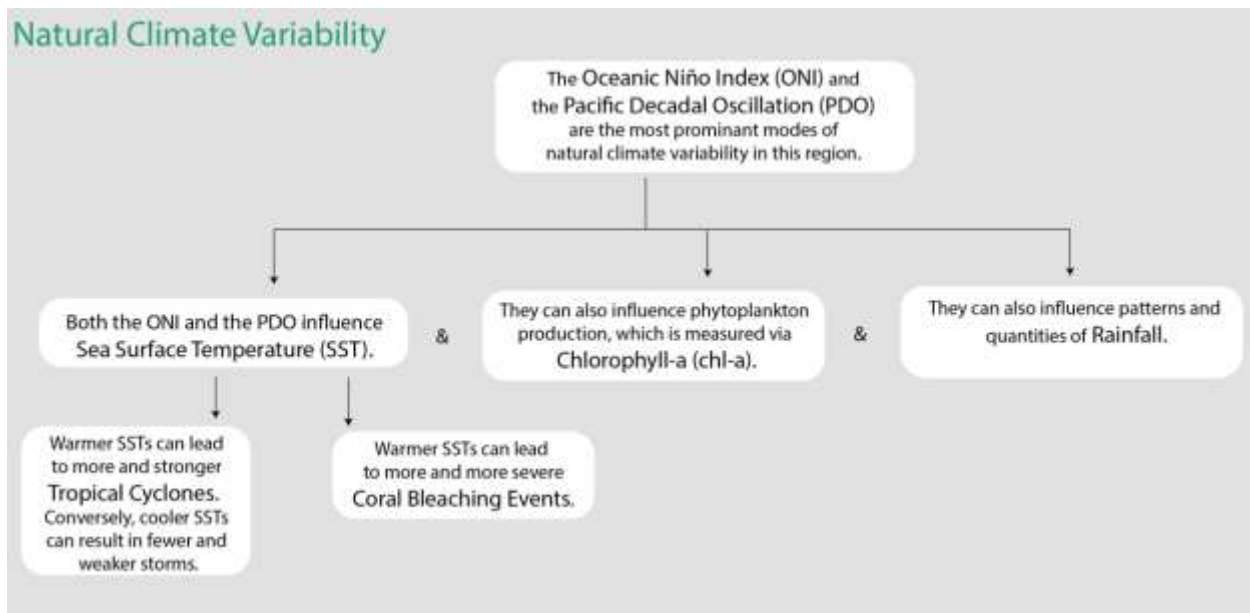 Natural Climate Variability
The Oceanic Niño Index (ONI) and
the Pacific Decadal Oscillation (PDO)
are the most prominant modes of
natural climate variability in this region.
Both the ONI and the PDO influence
Sea Surface Temperature (SST).
&
They can also influence phytoplankton
production, which is measured via
Chlorophyll-a (chl-a).
&
They can also influence patterns and
quantities of Rainfall.
Warmer SSTs can lead
to more and stronger
Tropical Cyclones.
Conversely, cooler SSTs
can result in fewer and
weaker storms.
Warmer SSTs can lead
to more and more severe
Coral Bleaching Events.